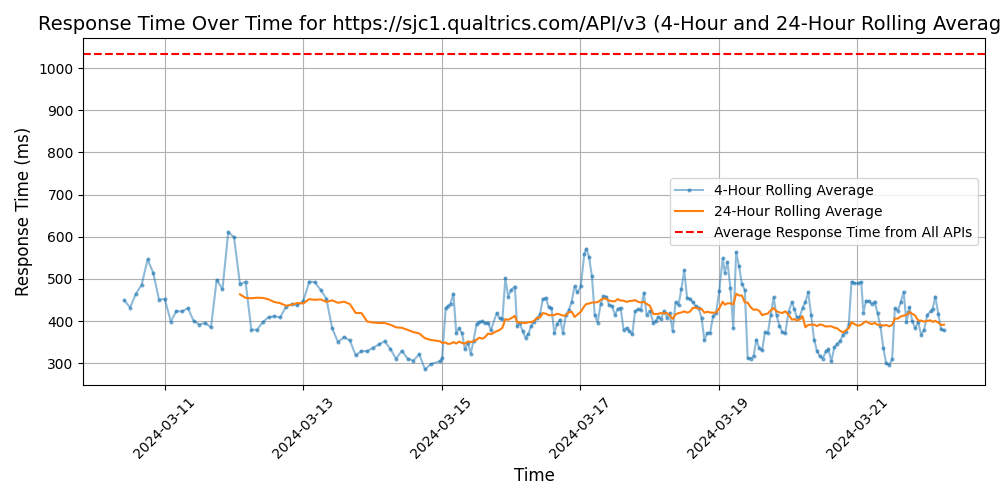 Response Time Over Time for https://sjc1.qualtrics.com/API/v3 (4-Hour and 24-Hour Rolling Averag
Response Time (ms)
1000
900
800
700
600
500
400
300
4-Hour Rolling Average
24-Hour Rolling Average
Average Response Time from All APIs
2024-03-11
2024-03-13
2024-03-15
2024-03-17
2024-03-19
2024-03-21
Time